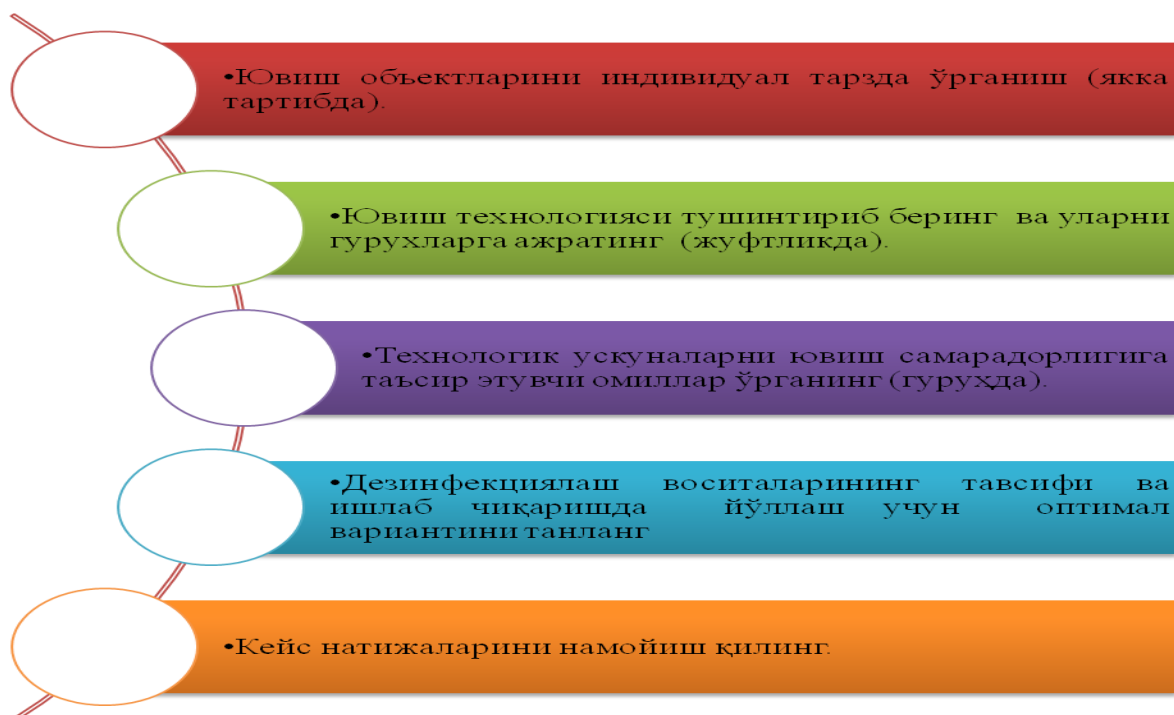 •Ювиш объектларини индивидуал тарзда ўрганиш (якка
тартибда).
•Ювиш технологияси тушинтириб беринг ва уларни
гурухларга ажратинг (жуфтликда).
•Технологик ускуналарни ювиш самарадорлигига
таъсир этувчи омиллар ўрганинг (гуруҳда).
•Дезинфекциялаш воситаларининг тавсифи ва
ишлаб чиқаришда йўллаш учун оптимал
вариантини танланг
•Кейс натижаларини намойиш қилинг.